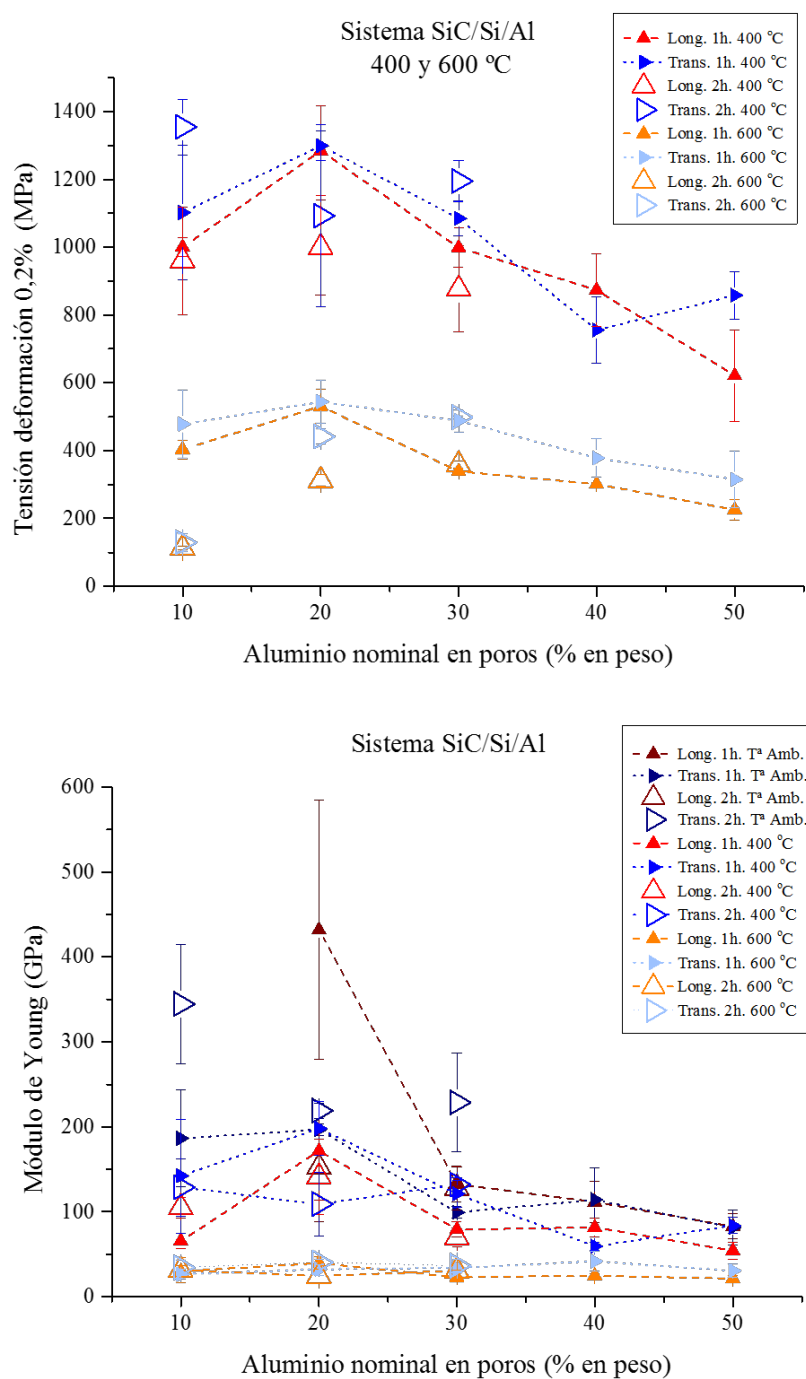 Sistema SiC/Si/Al
400 y 600 ºC
Long. 1h. 400 °C
Trans. 1h. 400 °C
Long. 2h. 400 °C
Trans. 2h. 400 °C
Long. 1h. 600 °C
Trans. 1h. 600 °C
Long. 2h. 600 °C
Trans. 2h. 600 °C
Tensión deformación 0,2% (MPa)
1400
1200
1000
800
600
400
200
0
10 20 30 40 50
Aluminio nominal en poros (% en peso)
Sistema SiC/Si/Al
Long. 1h. Tª Amb.
Trans. 1h. Tª Amb.
Long. 2h. Tª Amb.
Trans. 2h. Tª Amb.
Long. 1h. 400 °C
Trans. 1h. 400 °C
Long. 2h. 400 °C
Trans. 2h. 400 °C
Long. 1h. 600 °C
Trans. 1h. 600 °C
Long. 2h. 600 °C
Trans. 2h. 600 °C
Módulo de Young (GPa)
600
500
400
300
200
100
0
10 20 30 40 50
Aluminio nominal en poros (% en peso)